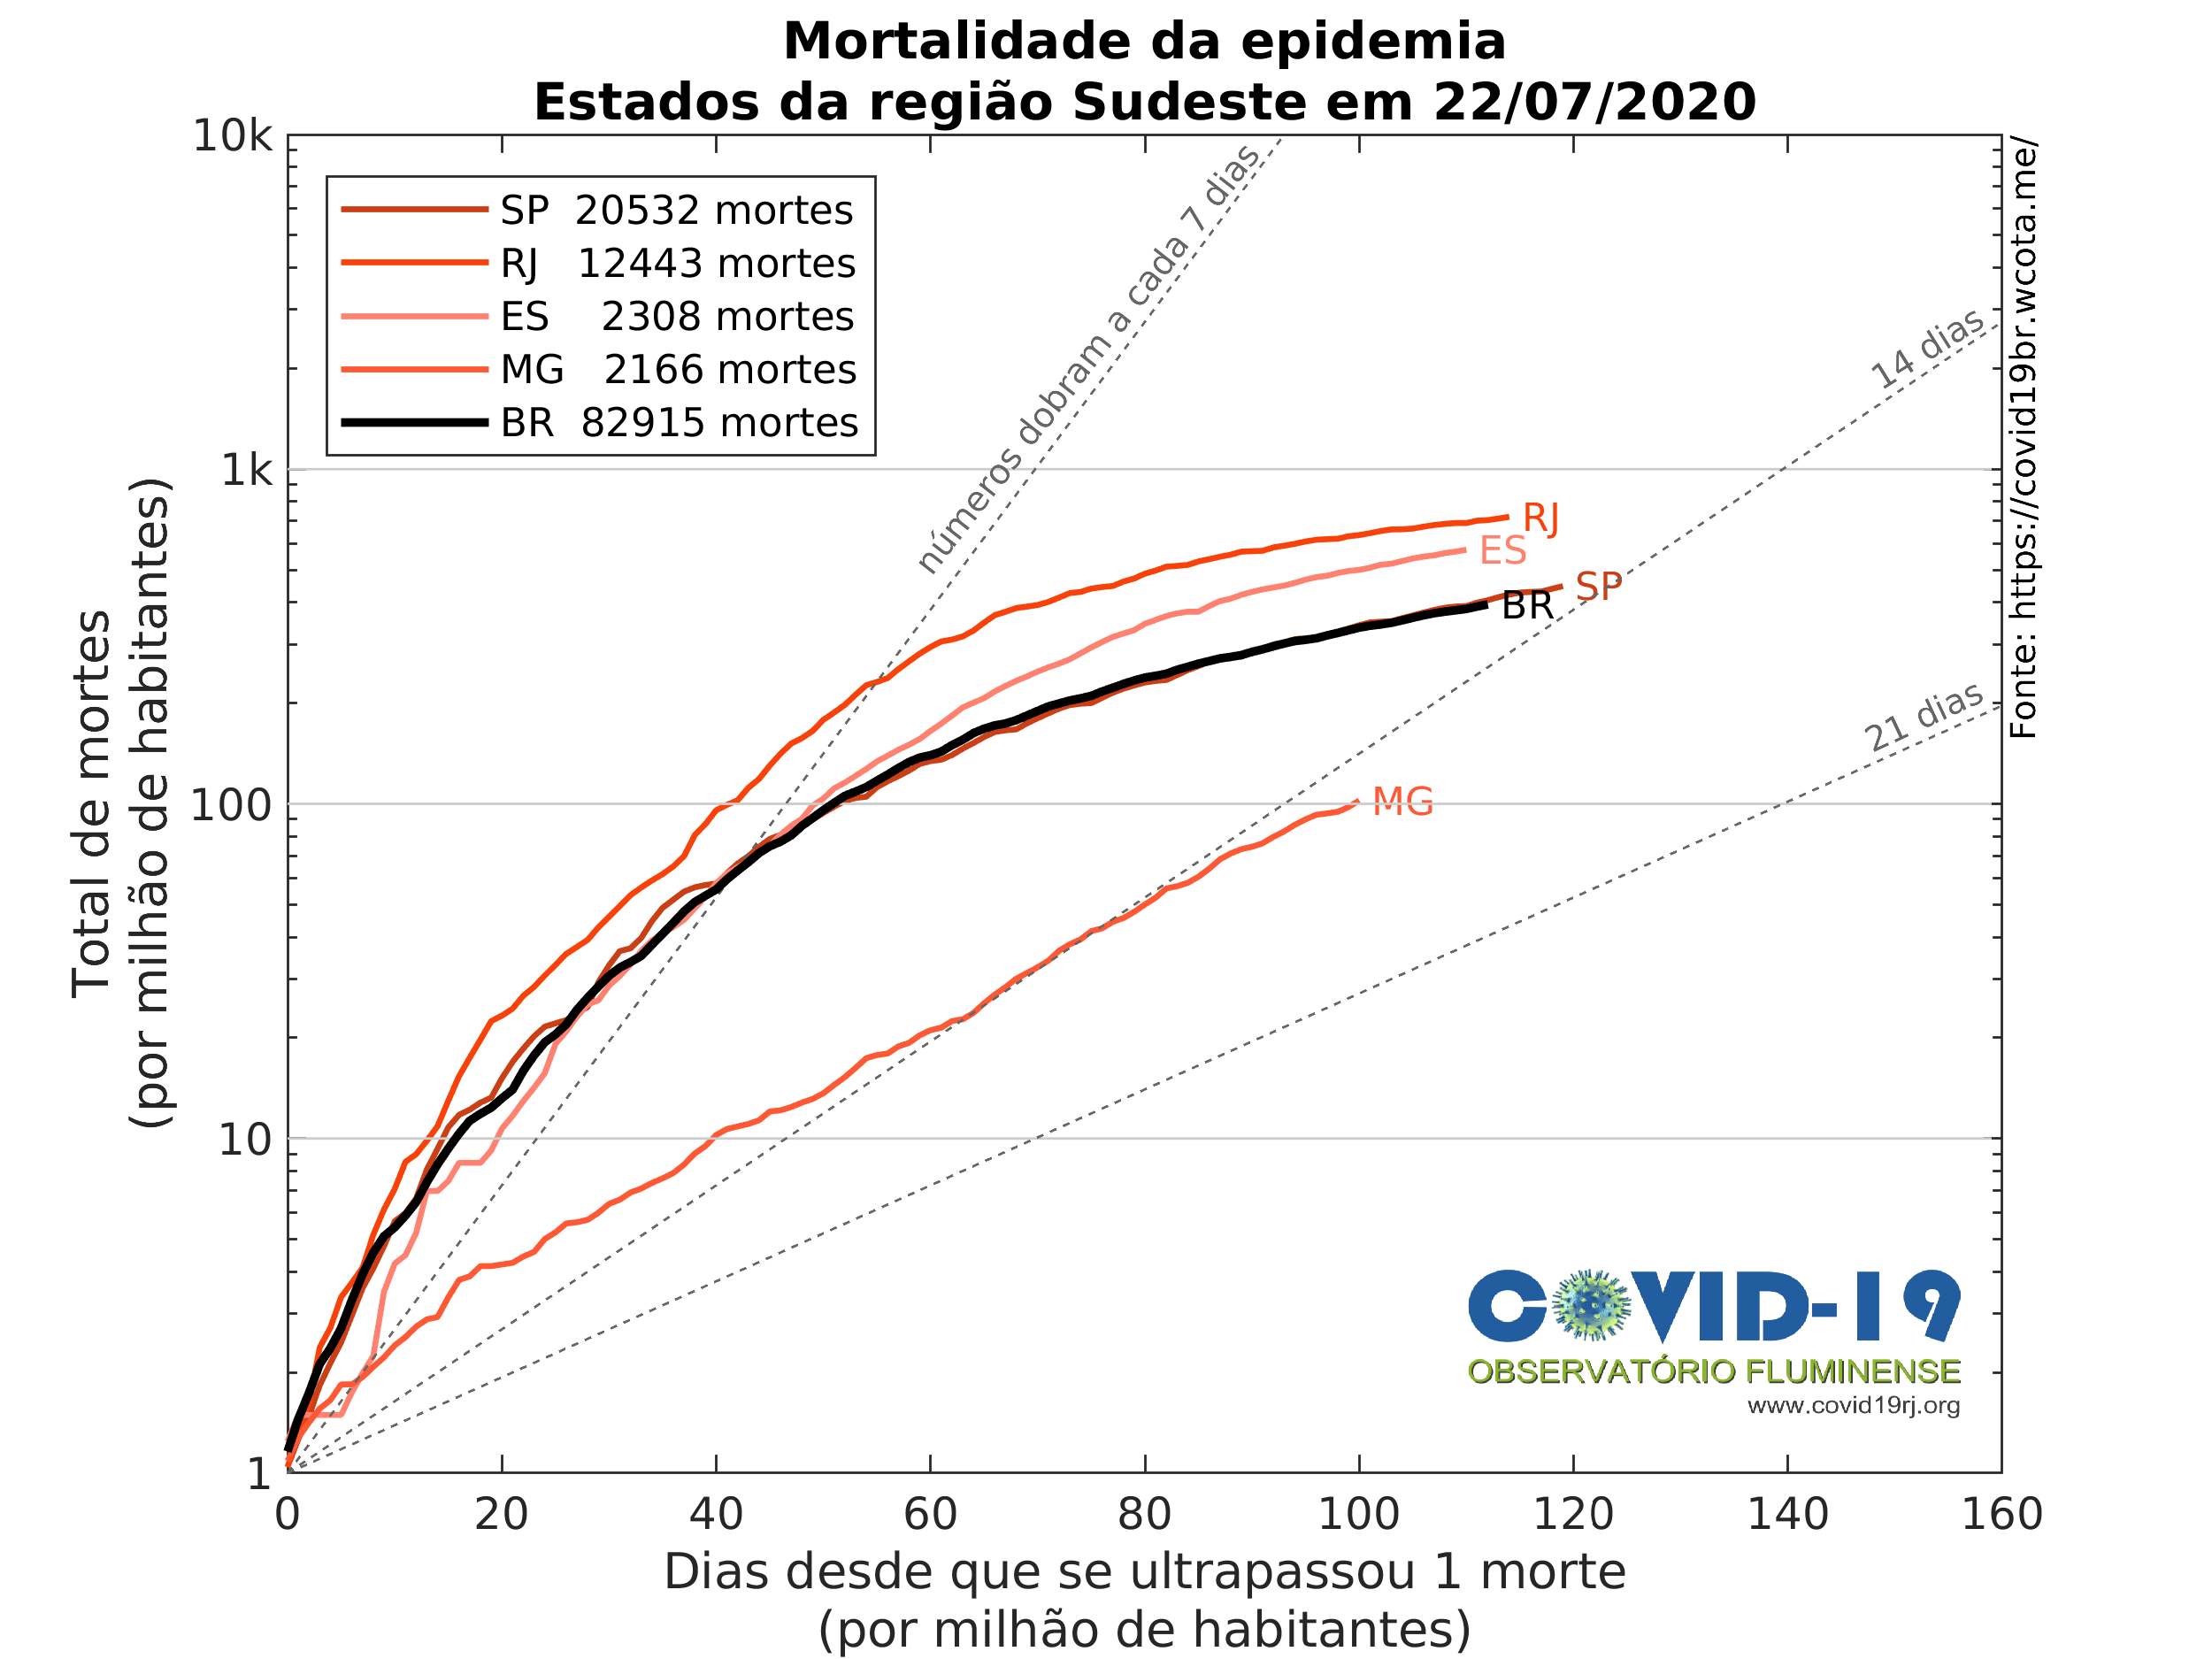 Mortalidade da epidemia
Estados da região Sudeste em 22/07/2020
10k
1k
100
10
1
Total de mortes
(por milhão de habitantes)
SP 20532 mortes
RJ 12443 mortes
ES 2308 mortes
MG 2166 mortes
BR 82915 mortes
números dobram a cada 7 dias
14 dias
21 dias
RJ
ES
SP
BR
MG
Fonte: https://covid19br.wcota.me/
COVID-19
OBSERVATÓRIO FLUMINENSE
www.covid19rj.org
0 20 40 60 80 100 120 140 160
Dias desde que se ultrapassou 1 morte
(por milhão de habitantes)